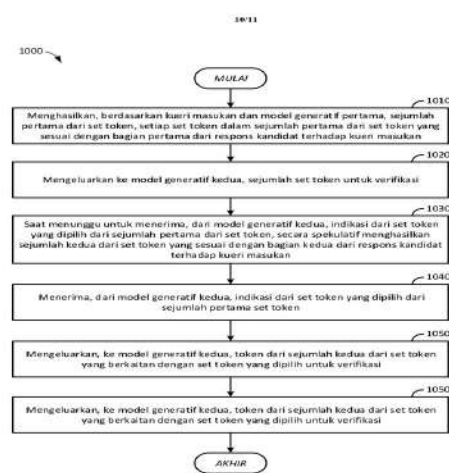 10/11
1000
MULAI
1010
Menghasilkan, berdasarkan kueri masukan dan model generatif pertama, sejumlah
pertama dari set token, setiap set token dalam sejumlah pertama dari set token yang
sesuai dengan bagian pertama dari respons kandidat terhadap kueri masukan
1020
Mengeluarkan ke model generatif kedua, sejumlah set token untuk verifikasi
1030
Saat menunggu untuk menerima, dari model generatif kedua, indikasi dari set token
yang dipilih dari sejumlah pertama dari set token, secara spekulatif menghasilkan
sejumlah kedua dari set token yang sesuai dengan bagian kedua dari respons kandidat
terhadap kueri masukan
1040
Menerima, dari model generatif kedua, indikasi dari set token yang dipilih dari
sejumlah pertama set token
1050
Mengeluarkan, ke model generatif kedua, token dari sejumlah kedua dari set token
yang berkaitan dengan set token yang dipilih untuk verifikasi
1050
Mengeluarkan, ke model generatif kedua, token dari sejumlah kedua dari set token
yang berkaitan dengan set token yang dipilih untuk verifikasi
AKHIR